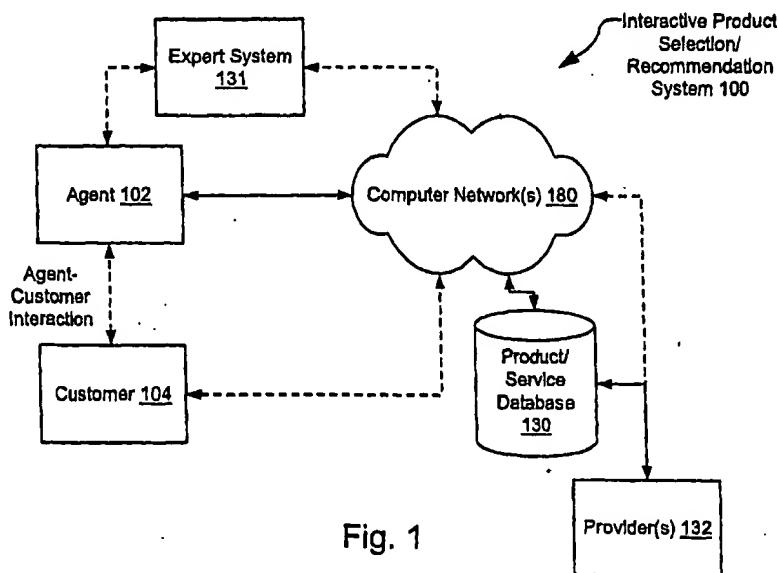 Interactive Product
Selection/
Recommendation
System 100
Expert System
131
Agent 102
Computer Network(s) 180
Agent-
Customer
Interaction
Customer 104
Product/
Service
Database
130
Provider(s) 132
Fig. 1